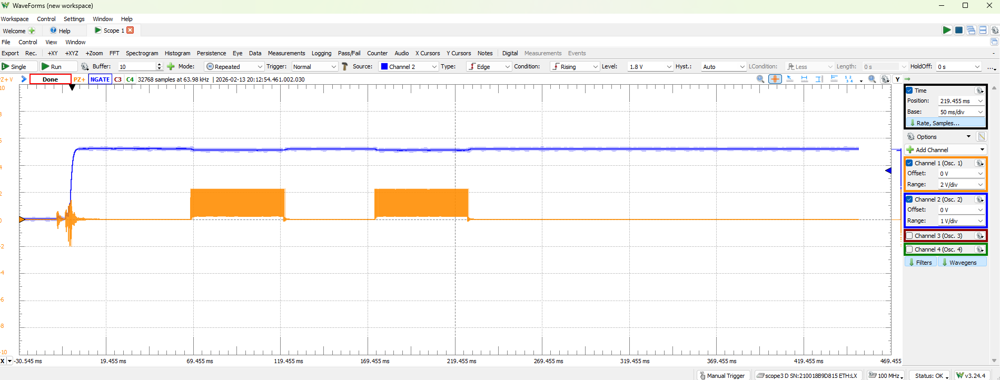 WaveForms (new workspace)
Workspace Control Settings Window Help
Welcome Help Scope 1
File Control View Window
Export Rec. +XY +XYZ +Zoom FFT Spectrogram Histogram Persistence Eye Data Measurements Logging Pass/Fail Counter Audio X Cursors Y Cursors Notes Digital Measurements Events -
Single Run Buffer: 10 Mode: Repeated Trigger: Normal Source: Channel 2 Type: Edge Condition: Rising Level: 1.8 V Hyst.: Auto LCondition: Less Length: 0 s HoldOff: 0 s ...
PZ+ V Done PZ+ NGATE C3 C4 32768 samples at 63.98 kHz | 2026-02-13 20:12:54.461.002.030 Y
10
8
6
4
2
0
-2
-4
-6
-8
-10
X -30.545 ms 19.455 ms 69.455 ms 119.455 ms 169.455 ms 219.455 ms 269.455 ms 319.455 ms 369.455 ms 419.455 ms 469.455
Time
Position: 219.455 ms
Base: 50 ms/div
Rate, Samples...
Options
Add Channel
Channel 1 (Osc. 1)
Offset: 0 V
Range: 2 V/div
Channel 2 (Osc. 2)
Offset: 0 V
Range: 1 V/div
Channel 3 (Osc. 3)
Channel 4 (Osc. 4)
Filters Wavegens
Manual Trigger scope3 D SN:210018B9D815 ETH:LX 100 MHz Status: OK v3.24.4